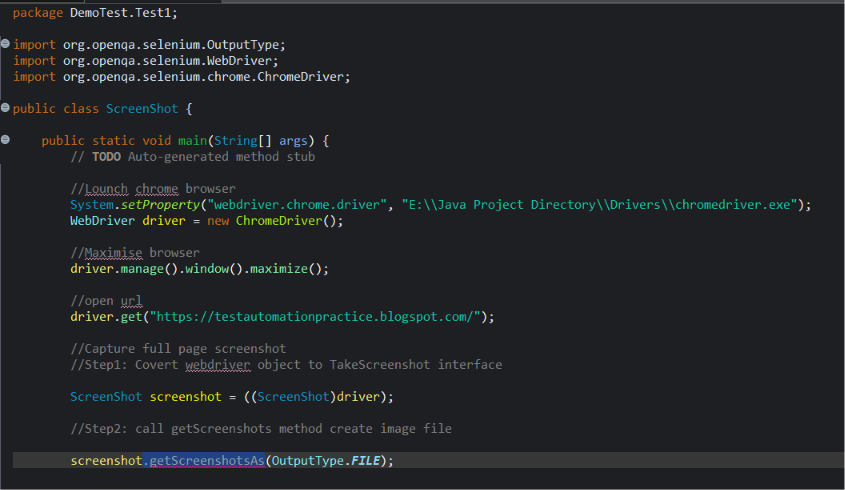 package DemoTest.Test1;
import org.openqa.selenium.OutputType;
import org.openqa.selenium.WebDriver;
import org.openqa.selenium.chrome.ChromeDriver;
public class ScreenShot {
public static void main(String[] args) {
// TODO Auto-generated method stub
//Lounch chrome browser
System.setProperty("webdriver.chrome.driver", "E:\\Java Project Directory\\Drivers\\chromedriver.exe");
WebDriver driver = new ChromeDriver();
//Maximise browser
driver.manage().window().maximize();
//open url
driver.get("https://testautomationpractice.blogspot.com/");
//Capture full page screenshot
//Step1: Covert webdriver object to TakeScreenshot interface
ScreenShot screenshot = ((ScreenShot)driver);
//Step2: call getScreenshots method create image file
screenshot.getScreenshotsAs(OutputType.FILE);